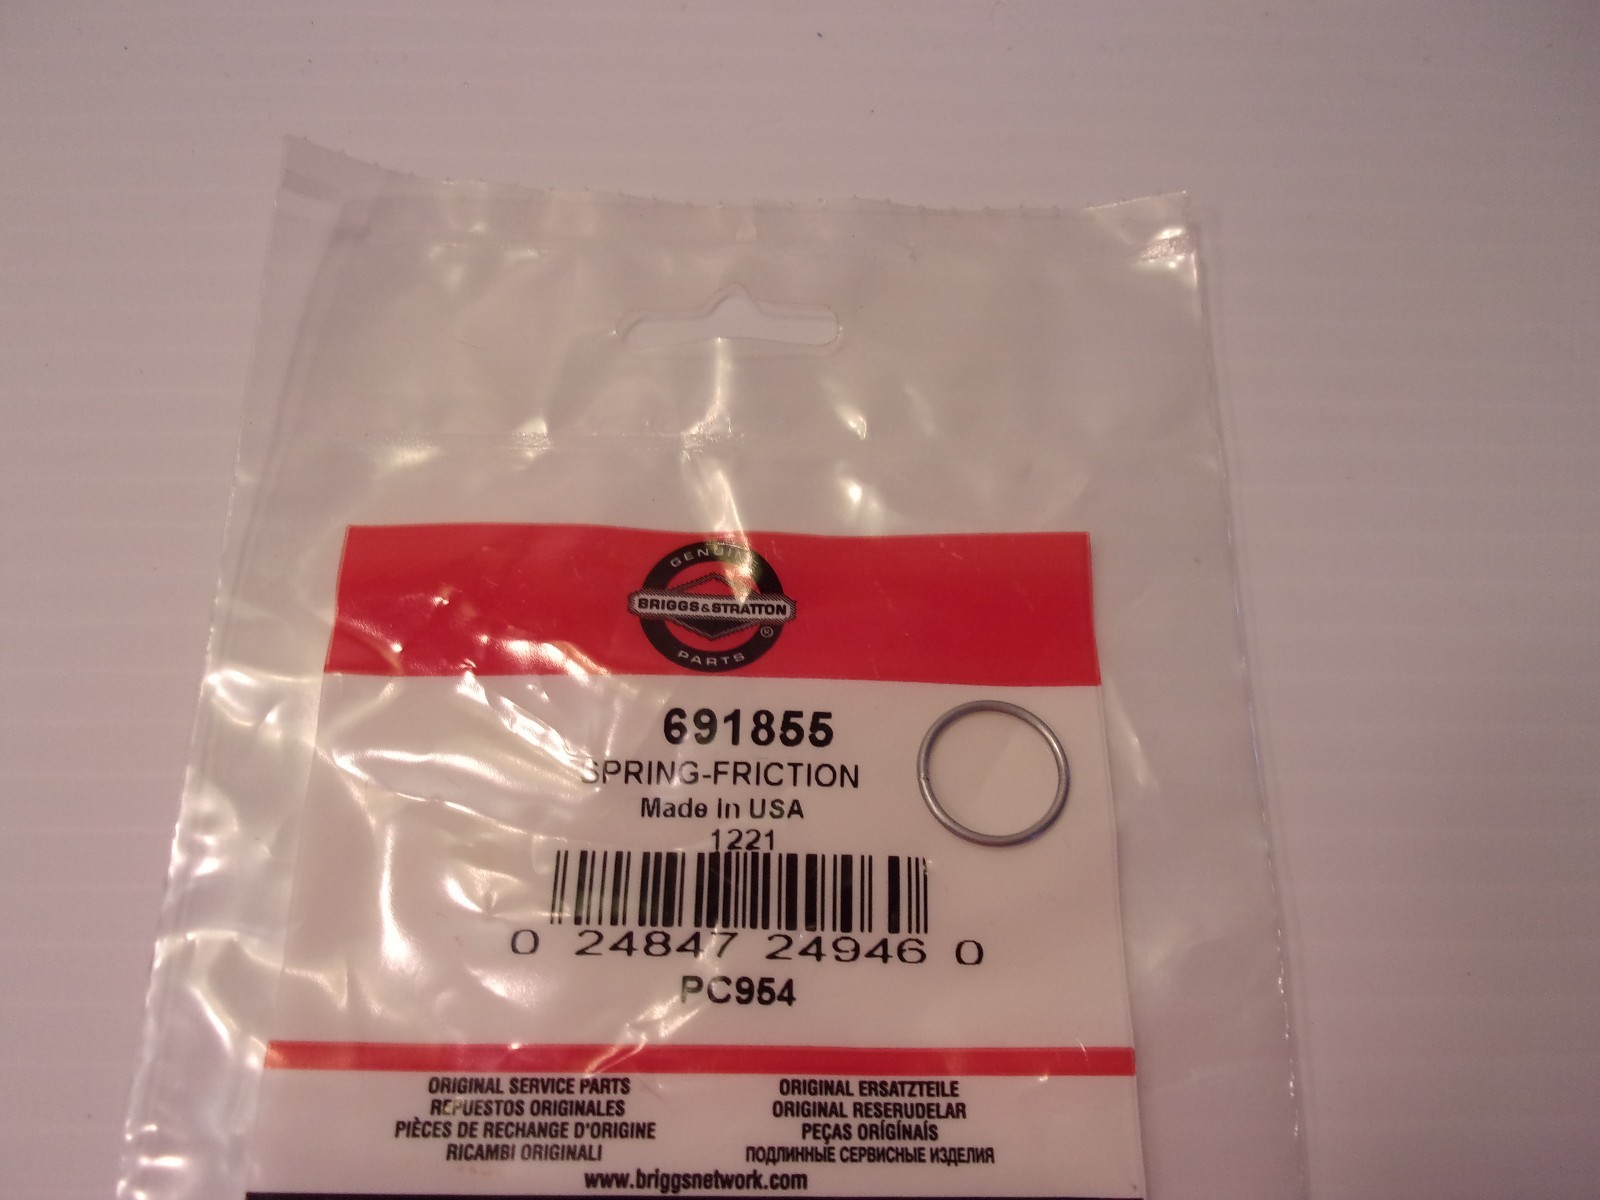 GENUINE
BRIGGS&STRATTON
®
PARTS
691855
SPRING-FRICTION
Made in USA
1221
0 24847 24946 0
PC954
ORIGINAL SERVICE PARTS
REPUESTOS ORIGINALES
PIÈCES DE RECHANGE D'ORIGINE
RICAMBI ORIGINALI
ORIGINAL ERSATZTEILE
ORIGINAL RESERUDELAR
PEÇAS ORÍGÍNAÍS
ПОДЛИННЫЕ СЕРВИСНЫЕ ИЗДЕЛИЯ
www.briggsnetwork.com